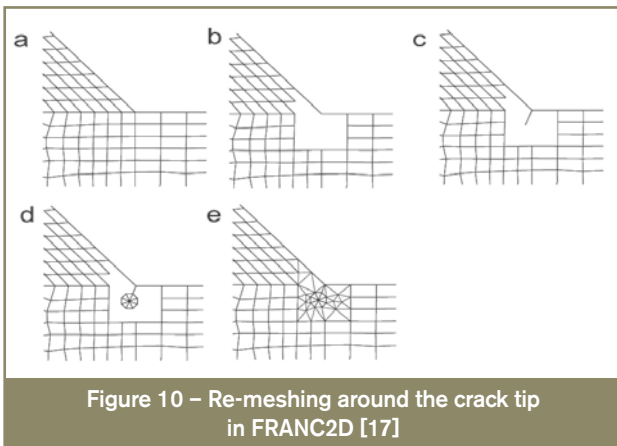 a
b
c
d
e
Figure 10 – Re-meshing around the crack tip
in FRANC2D [17]